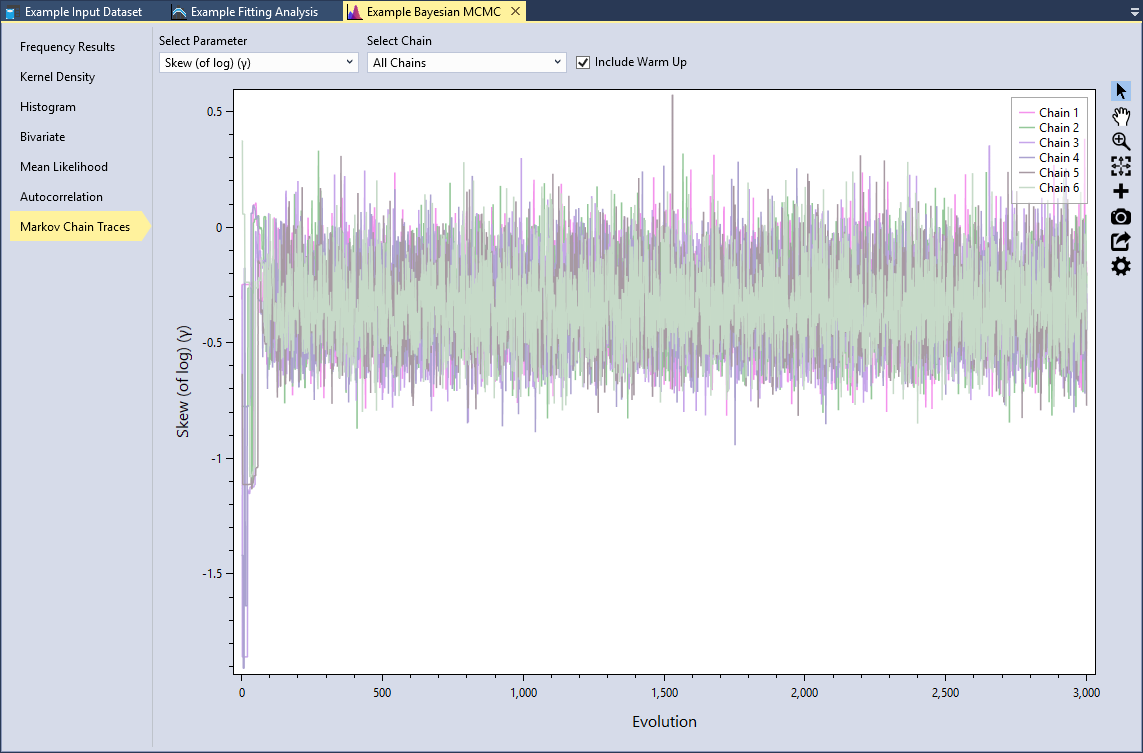 Example Input Dataset
Example Fitting Analysis
Example Bayesian MCMC
Frequency Results
Kernel Density
Histogram
Bivariate
Mean Likelihood
Autocorrelation
Markov Chain Traces
Select Parameter
Select Chain
Skew (of log) (γ)
All Chains
Include Warm Up
Skew (of log) (γ)
0.5
0
-0.5
-1
-1.5
Chain 1
Chain 2
Chain 3
Chain 4
Chain 5
Chain 6
0
500
1,000
1,500
2,000
2,500
3,000
Evolution